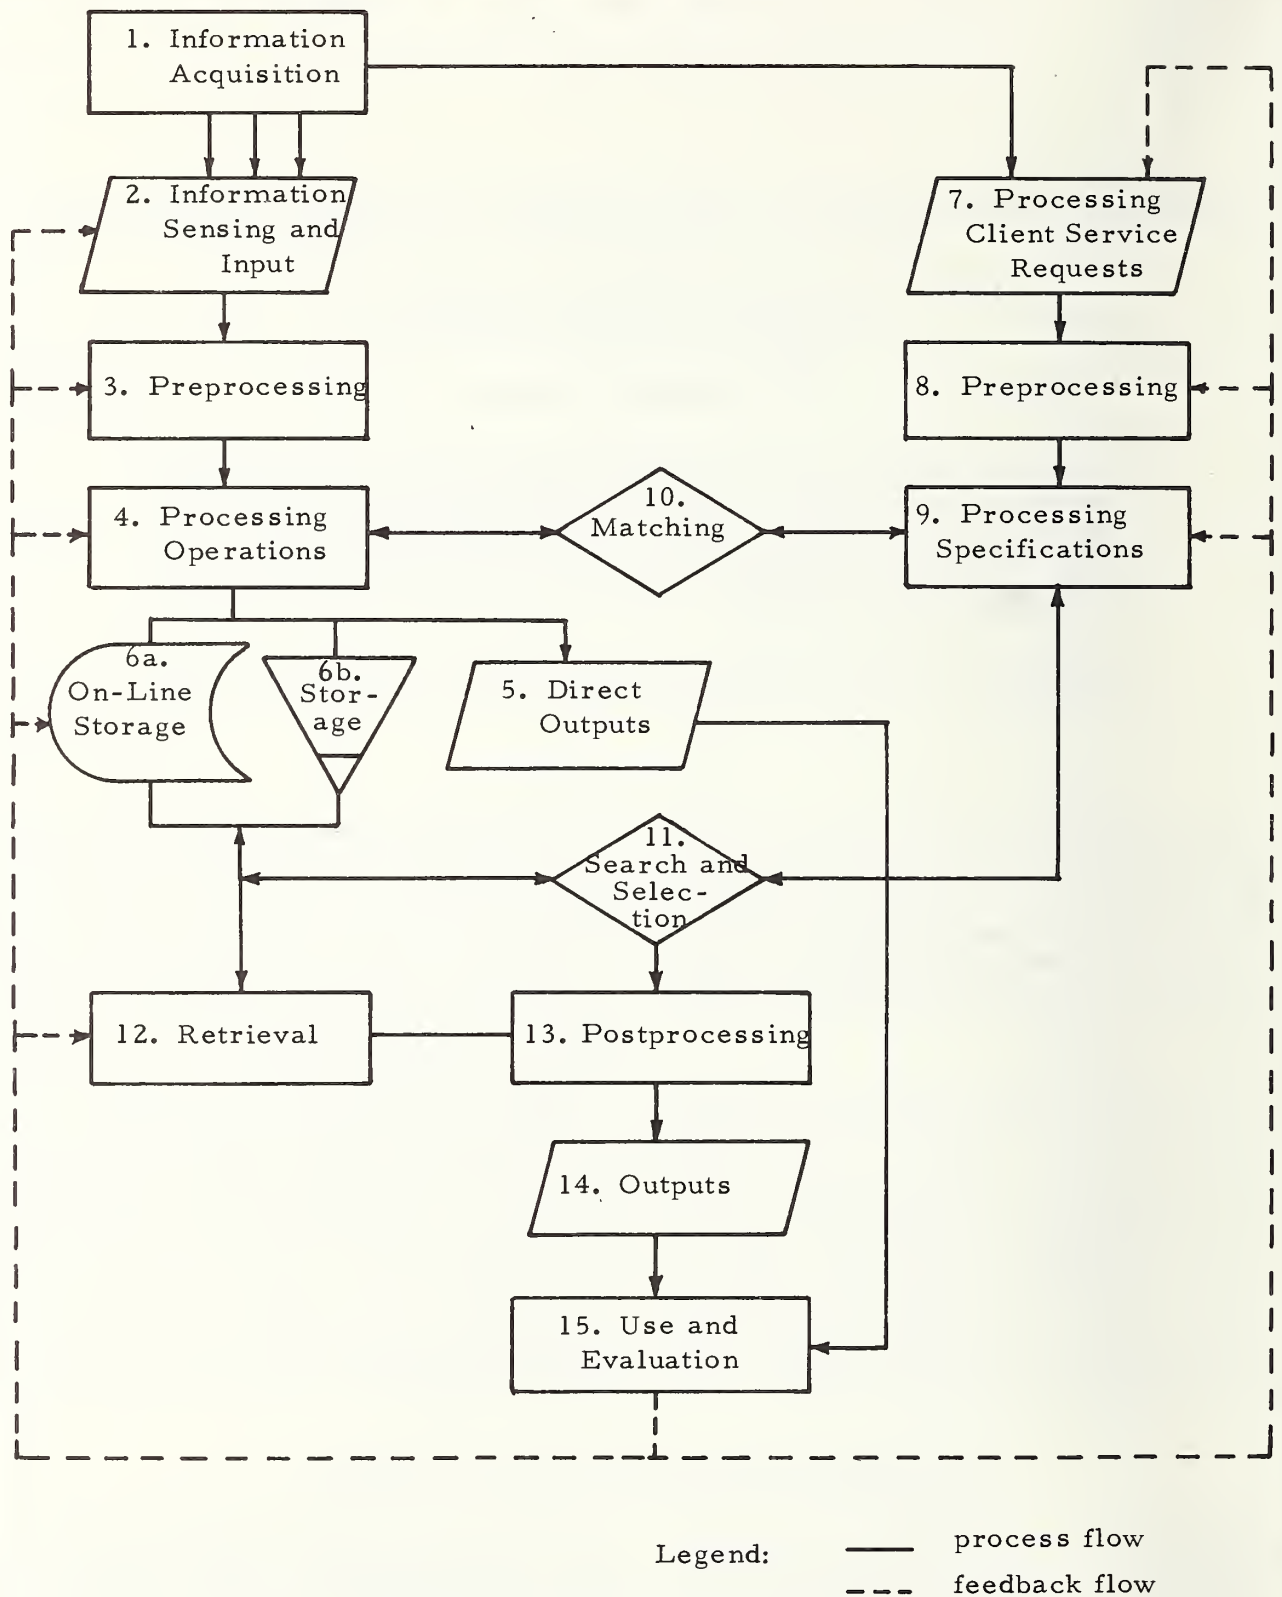 1. Information
Acquisition
2. Information
Sensing and
Input
7. Processing
Client Service
Requests
3. Preprocessing
8. Preprocessing
4. Processing
Operations
10.
Matching
9. Processing
Specifications
6a.
On-Line
Storage
6b.
Stor-
age
5. Direct
Outputs
11.
Search and
Selec-
tion
12. Retrieval
13. Postprocessing
14. Outputs
15. Use and
Evaluation
Legend:
process flow
feedback flow